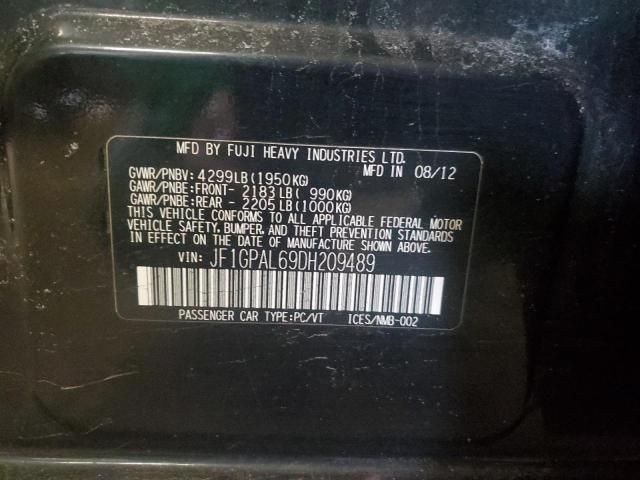 MFD BY FUJI HEAVY INDUSTRIES LTD.
GVWR/PNBV: 4299LB(1950KG) MFD IN 08/12
GAWR/PNBE:FRONT- 2183LB( 990KG)
GAWR/PNBE:REAR - 2205LB(1000KG)
THIS VEHICLE CONFORMS TO ALL APPLICABLE FEDERAL MOTOR
VEHICLE SAFETY, BUMPER, AND THEFT PREVENTION STANDARDS
IN EFFECT ON THE DATE OF MANUFACTURE SHOWN ABOVE.
VIN: JF1GPAL69DH209489
PASSENGER CAR TYPE:PC/VT ICES/NMB-002